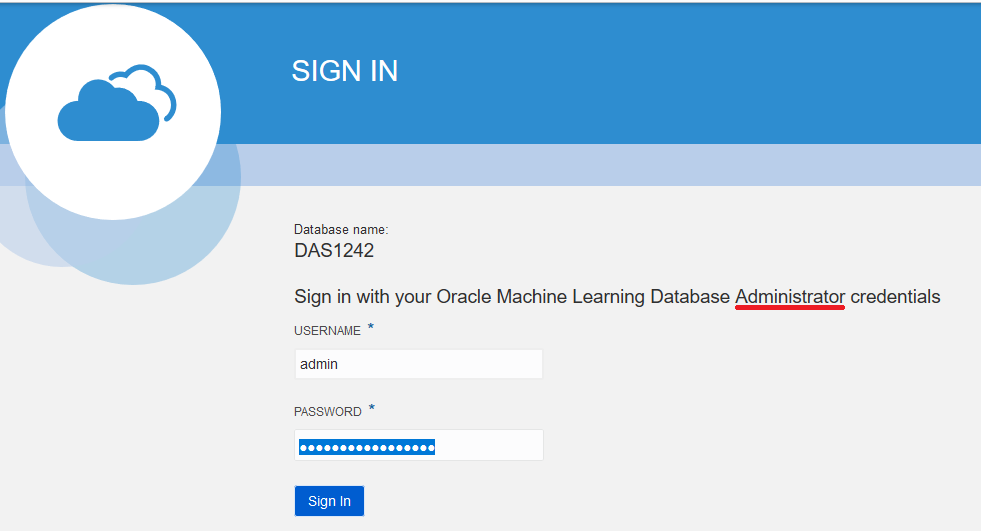 SIGN IN
Database name:
DAS1242
Sign in with your Oracle Machine Learning Database Administrator credentials
USERNAME *
admin
PASSWORD *
•••••••••••••••••
Sign In